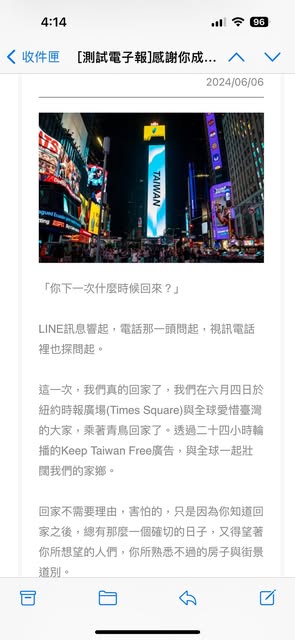 4:14
96
收件匣
[測試電子報]感謝你成...
2024/06/06
TAIWAN
「你下一次什麼時候回來？」
LINE訊息響起，電話那一頭問起，視訊電話
裡也探問起。
這一次，我們真的回家了，我們在六月四日於
紐約時報廣場(Times Square)與全球愛惜臺灣
的大家，乘著青鳥回家了。透過二十四小時輪
播的Keep Taiwan Free廣告，與全球一起壯
闊我們的家鄉。
回家不需要理由，害怕的，只是因為你知道回
家之後，總有那麼一個確切的日子，又得望著
你所想望的人們，你所熟悉不過的房子與街景
道別。